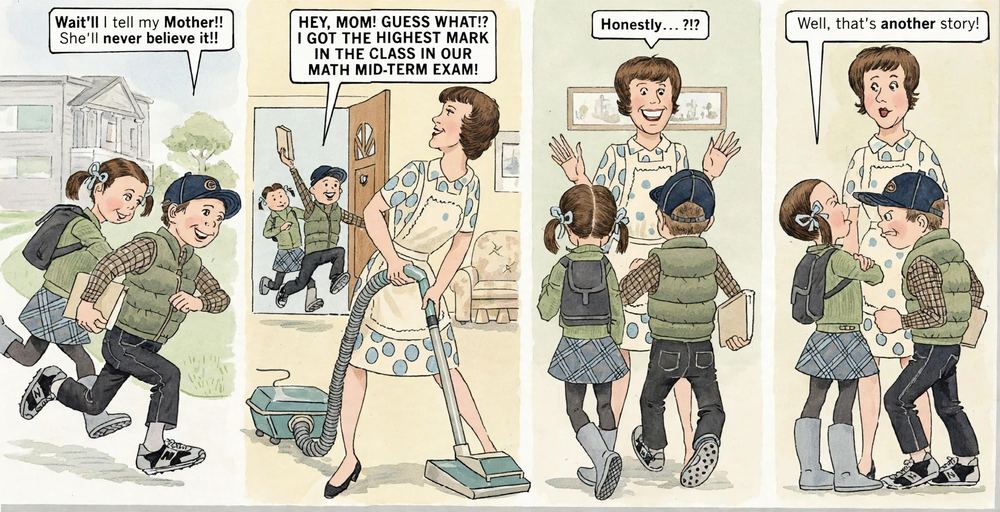 Wait'll I tell my Mother!!
She'll never believe it!!
HEY, MOM! GUESS WHAT!?
I GOT THE HIGHEST MARK
IN THE CLASS IN OUR
MATH MID-TERM EXAM!
Honestly... ?!?
Well, that's another story!